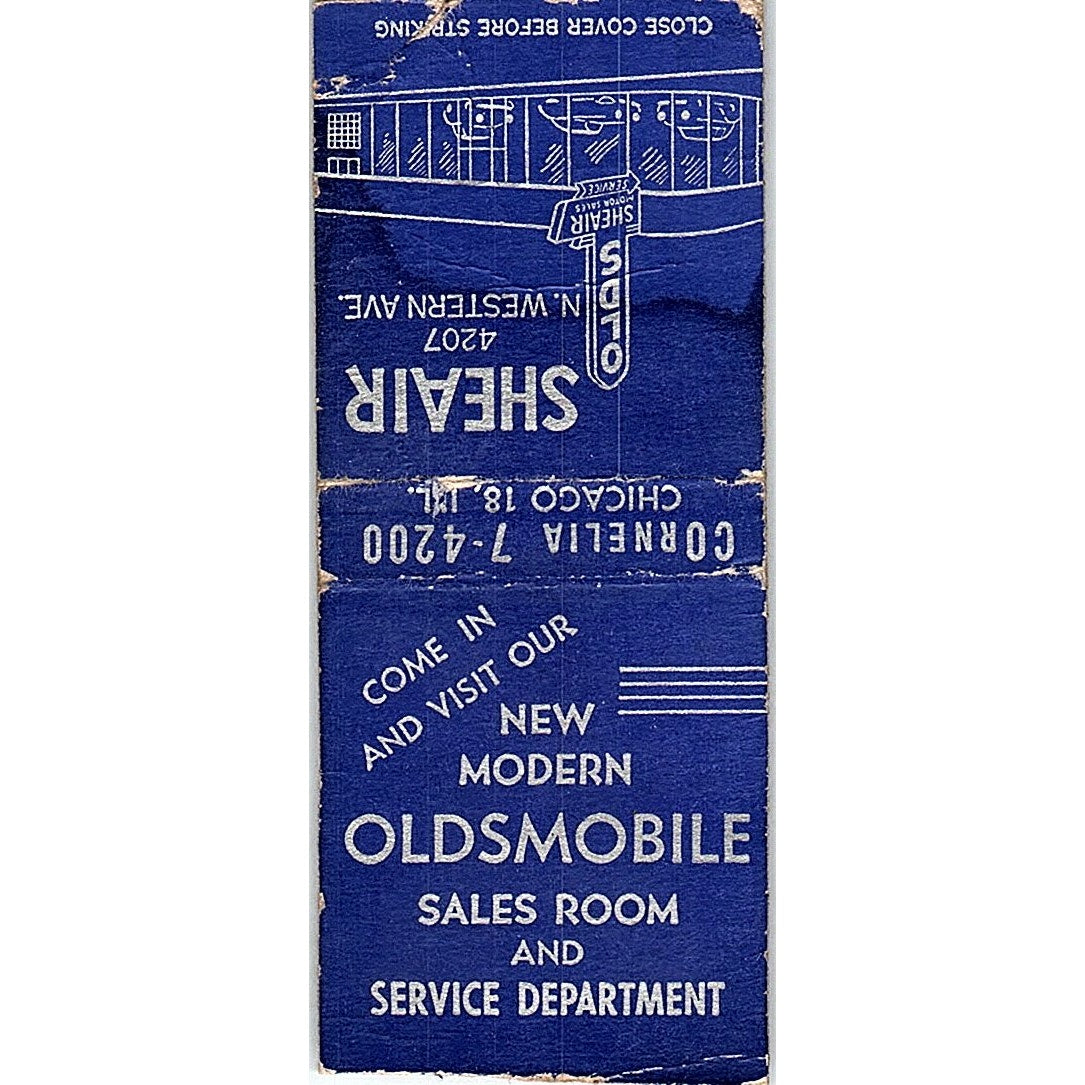 CLOSE COVER BEFORE STRIKING
SERVICE
MOTOR SALES
SHEAIR
OLDS
N. WESTERN AVE.
4207
SHEAIR
CHICAGO 18, ILL.
CORNELIA 7-4200
COME IN
AND VISIT OUR
NEW
MODERN
OLDSMOBILE
SALES ROOM
AND
SERVICE DEPARTMENT